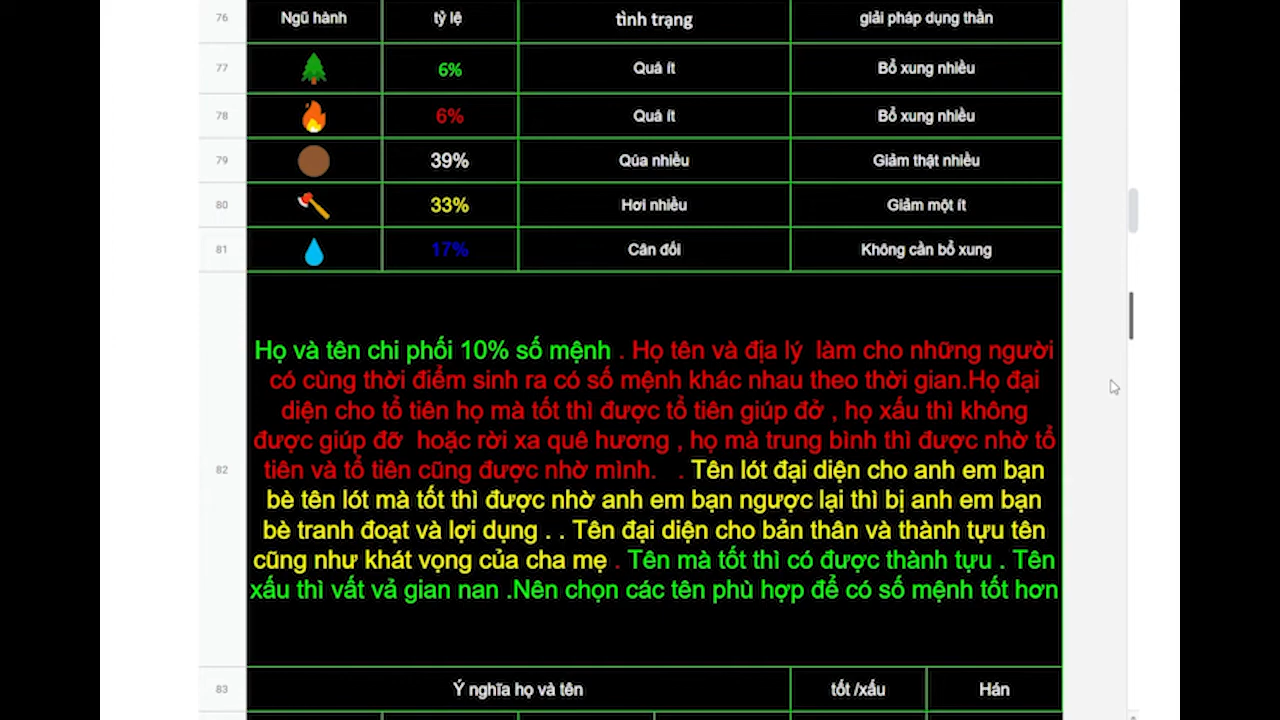 76 Ngũ hành tỷ lệ tình trạng giải pháp dụng thần
77 6% Quá ít Bổ xung nhiều
78 6% Quá ít Bổ xung nhiều
79 39% Qúa nhiều Giảm thật nhiều
80 33% Hơi nhiều Giảm một ít
81 17% Cân đối Không cần bổ xung
Họ và tên chi phối 10% số mệnh . Họ tên và địa lý làm cho những người
có cùng thời điểm sinh ra có số mệnh khác nhau theo thời gian.Họ đại
diện cho tổ tiên họ mà tốt thì được tổ tiên giúp đở , họ xấu thì không
được giúp đỡ hoặc rời xa quê hương , họ mà trung bình thì được nhờ tổ
82 tiên và tổ tiên cũng được nhờ mình. . Tên lót đại diện cho anh em bạn
bè tên lót mà tốt thì được nhờ anh em bạn ngược lại thì bị anh em bạn
bè tranh đoạt và lợi dụng . . Tên đại diện cho bản thân và thành tựu tên
cũng như khát vọng của cha mẹ . Tên mà tốt thì có được thành tựu . Tên
xấu thì vất vả gian nan .Nên chọn các tên phù hợp để có số mệnh tốt hơn
83 Ý nghĩa họ và tên tốt /xấu Hán